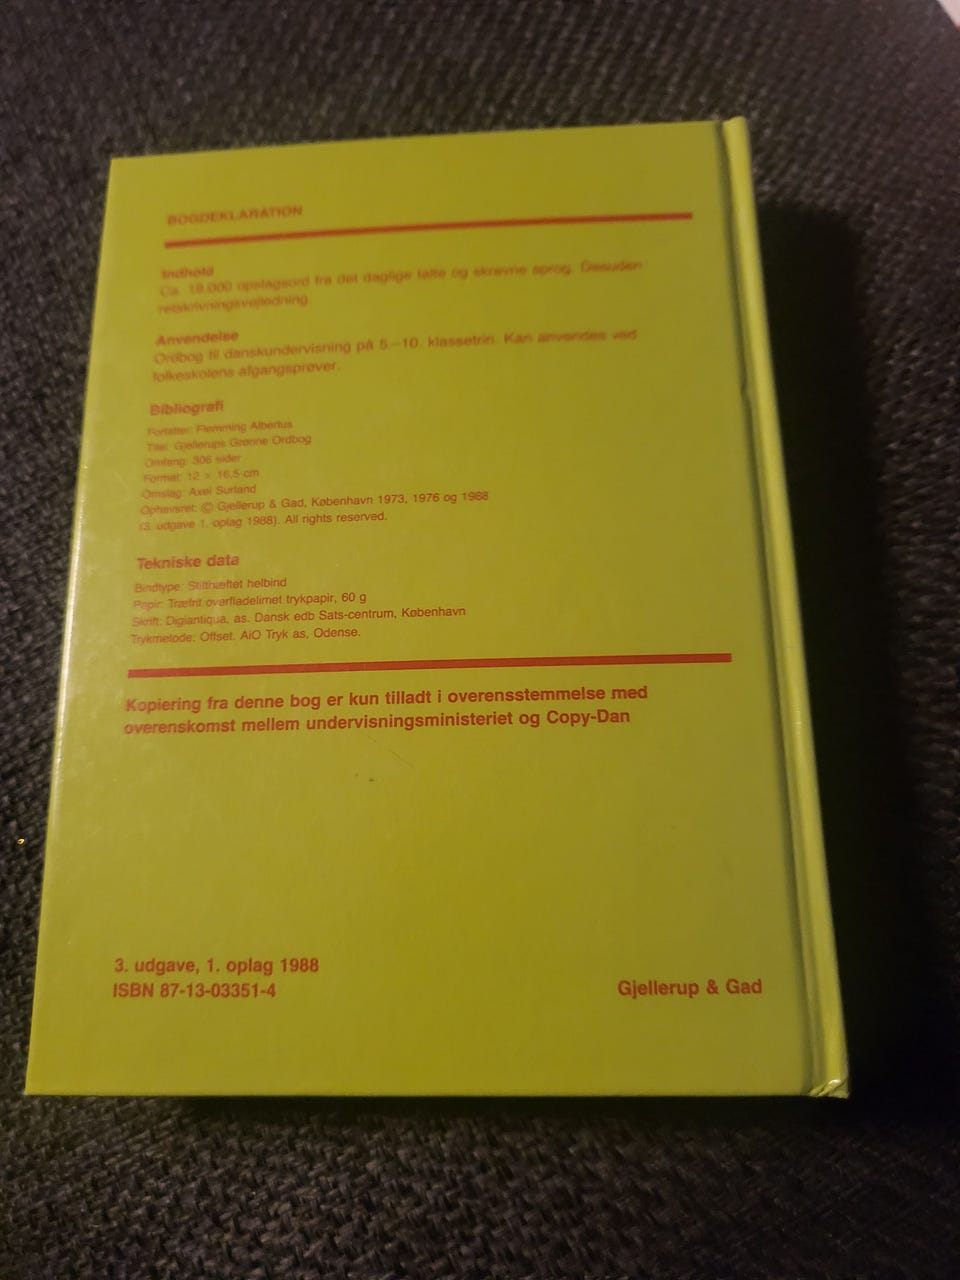 BOGDEKLARATION
Indhold
Ca. 18.000 opslagsord fra det daglige talte og skrevne sprog. Desuden
retskrivningsvejledning.
Anvendelse
Ordbog til danskundervisning på 5.–10. klassetrin. Kan anvendes ved
folkeskolens afgangsprøver.
Bibliografi
Forfatter: Flemming Albertus
Titel: Gjellerups Grønne Ordbog
Omfang: 306 sider
Format: 12 × 16,5 cm
Omslag: Axel Surland
Ophavsret: © Gjellerup & Gad, København 1973, 1976 og 1988
(3. udgave 1. oplag 1988). All rights reserved.
Tekniske data
Bindtype: Stifthæftet helbind
Papir: Træfrit overfladelimet trykpapir, 60 g
Skrift: Digiantiqua, as. Dansk edb Sats-centrum, København
Trykmetode: Offset. AiO Tryk as, Odense.
Kopiering fra denne bog er kun tilladt i overensstemmelse med
overenskomst mellem undervisningsministeriet og Copy-Dan
3. udgave, 1. oplag 1988
ISBN 87-13-03351-4
Gjellerup & Gad